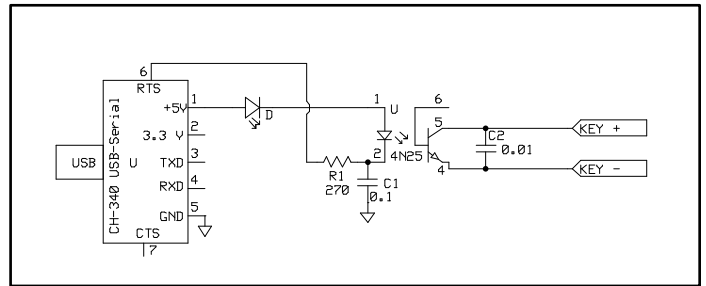 6
RTS
+5V
1
D
1
U
6
5
KEY +
CH-340 USB-Serial
USB
U
3.3 V
2
TXD
3
2
4N25
C2
0.01
RXD
4
R1
270
C1
0.1
4
KEY -
GND
5
CTS
7